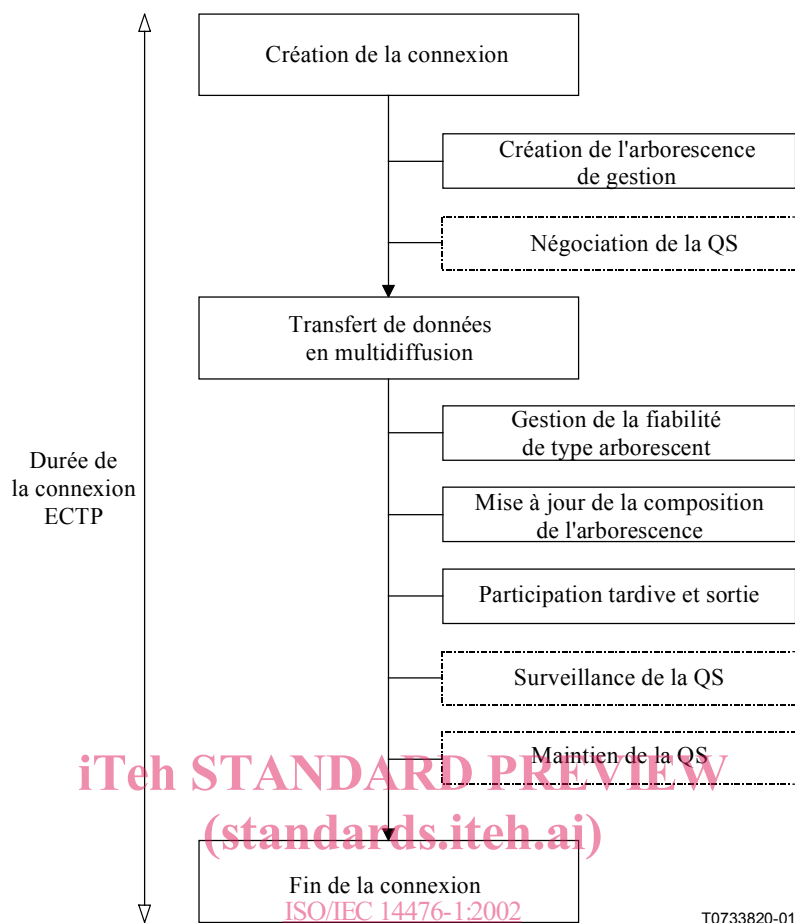 Création de la connexion
Création de l'arborescence
de gestion
Négociation de la QS
Transfert de données
en multidiffusion
Gestion de la fiabilité
de type arborescent
Durée de
la connexion
ECTP
Mise à jour de la composition
de l'arborescence
Participation tardive et sortie
Surveillance de la QS
Maintien de la QS
iTeh STANDARD PREVIEW
(standards.iteh.ai)
Fin de la connexion
ISO/IEC 14476-1:2002
T0733820-01